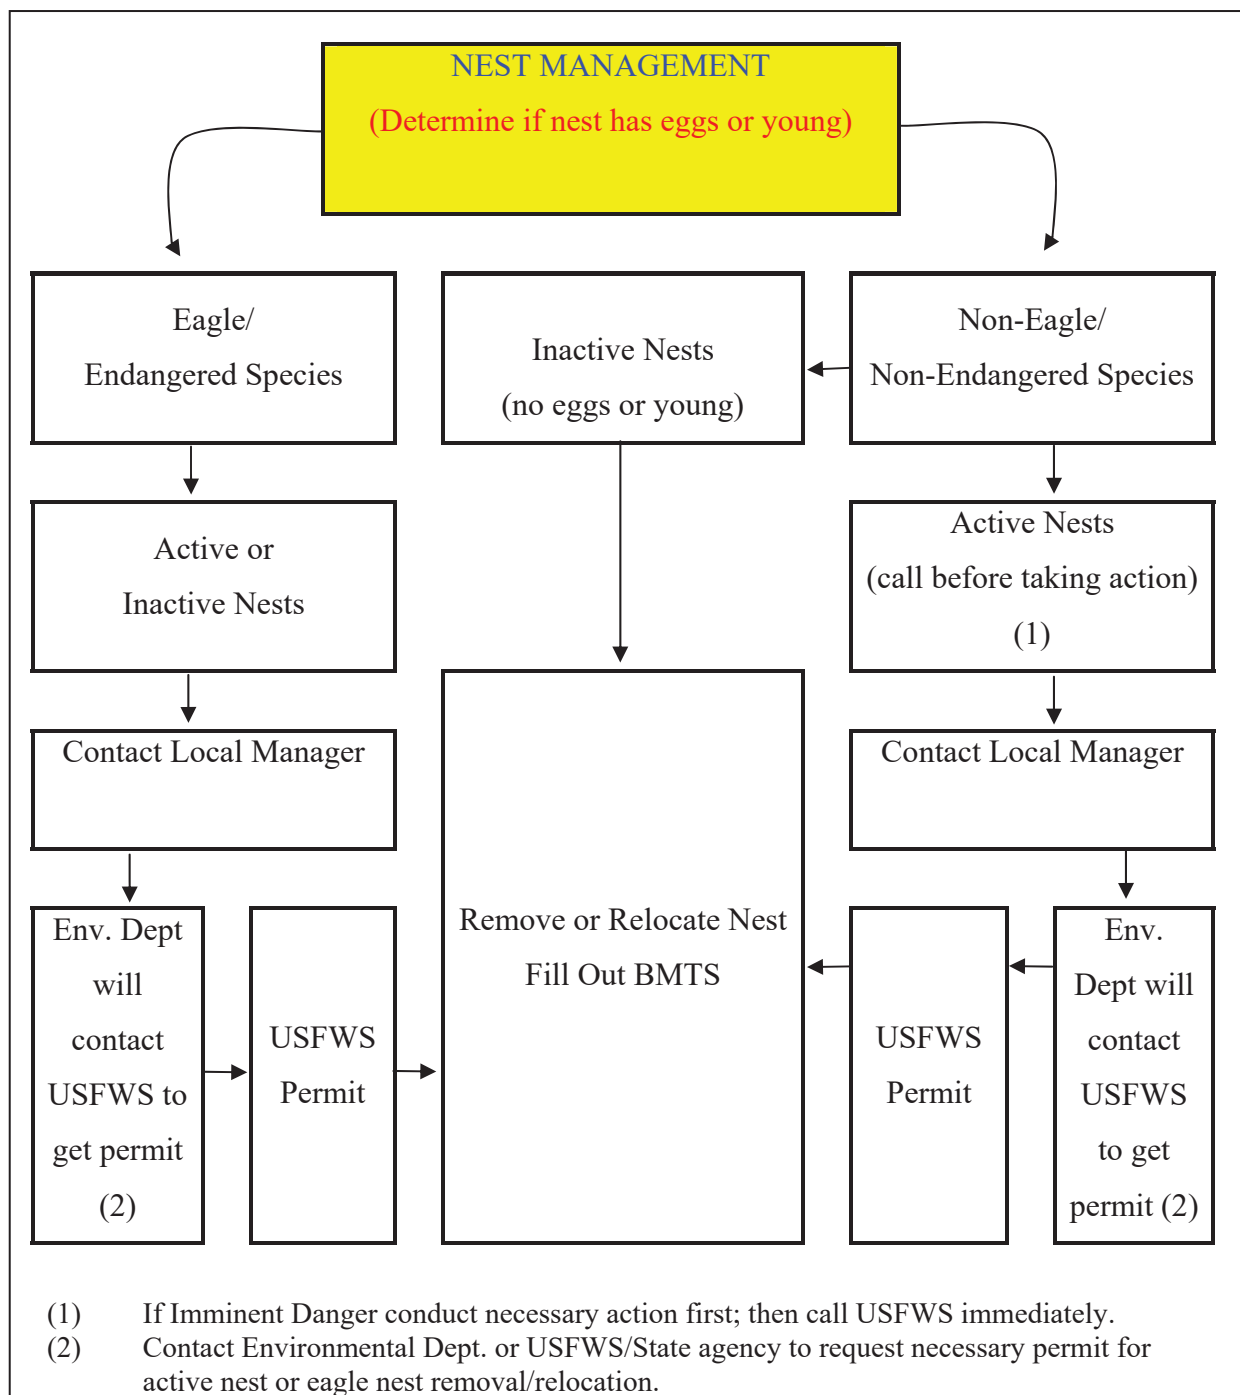 NEST MANAGEMENT
(Determine if nest has eggs or young)
Eagle/
Endangered Species
Inactive Nests
(no eggs or young)
Non-Eagle/
Non-Endangered Species
Active or
Inactive Nests
Active Nests
(call before taking action)
(1)
Contact Local Manager
Contact Local Manager
Env. Dept
will
contact
USFWS to
get permit
(2)
USFWS
Permit
Remove or Relocate Nest
Fill Out BMTS
USFWS
Permit
Env.
Dept will
contact
USFWS
to get
permit (2)
(1) If Imminent Danger conduct necessary action first; then call USFWS immediately.
(2) Contact Environmental Dept. or USFWS/State agency to request necessary permit for
active nest or eagle nest removal/relocation.